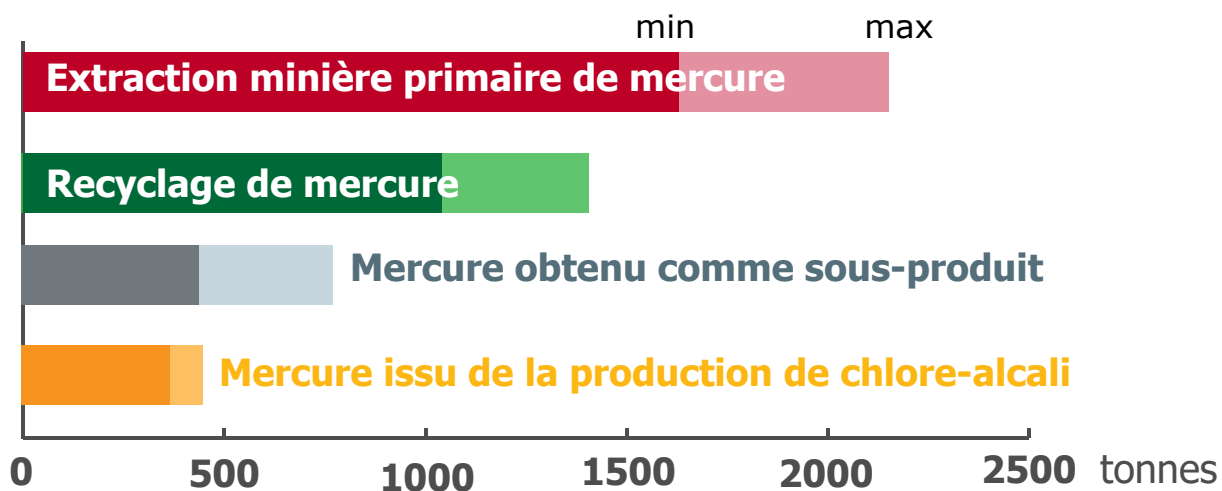 min max
Extraction minière primaire de mercure
Recyclage de mercure
Mercure obtenu comme sous-produit
Mercure issu de la production de chlore-alcali
0 500 1000 1500 2000 2500 tonnes